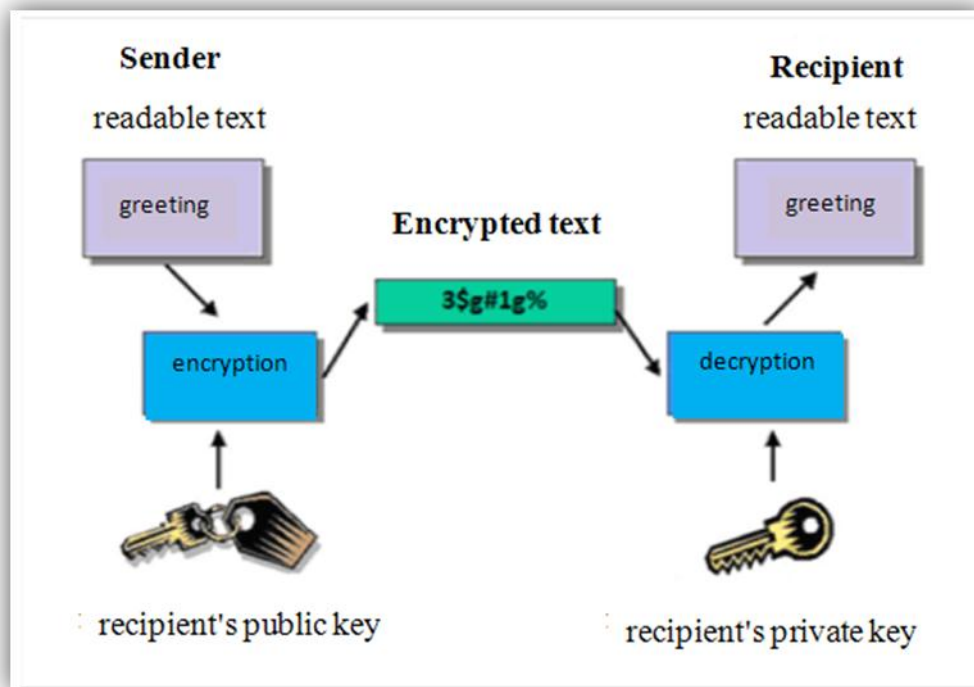 Sender
readable text
greeting
encryption
recipient's public key
Encrypted text
3$g#1g%
Recipient
readable text
greeting
decryption
recipient's private key